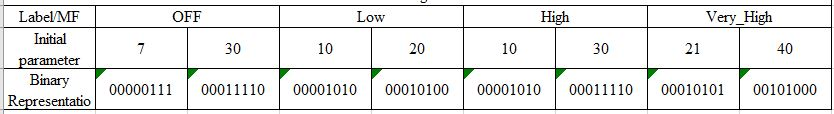 Label/MF OFF Low High Very_High
Initial
parameter 7 30 10 20 10 30 21 40
Binary
Representatio 00000111 00011110 00001010 00010100 00001010 00011110 00010101 00101000